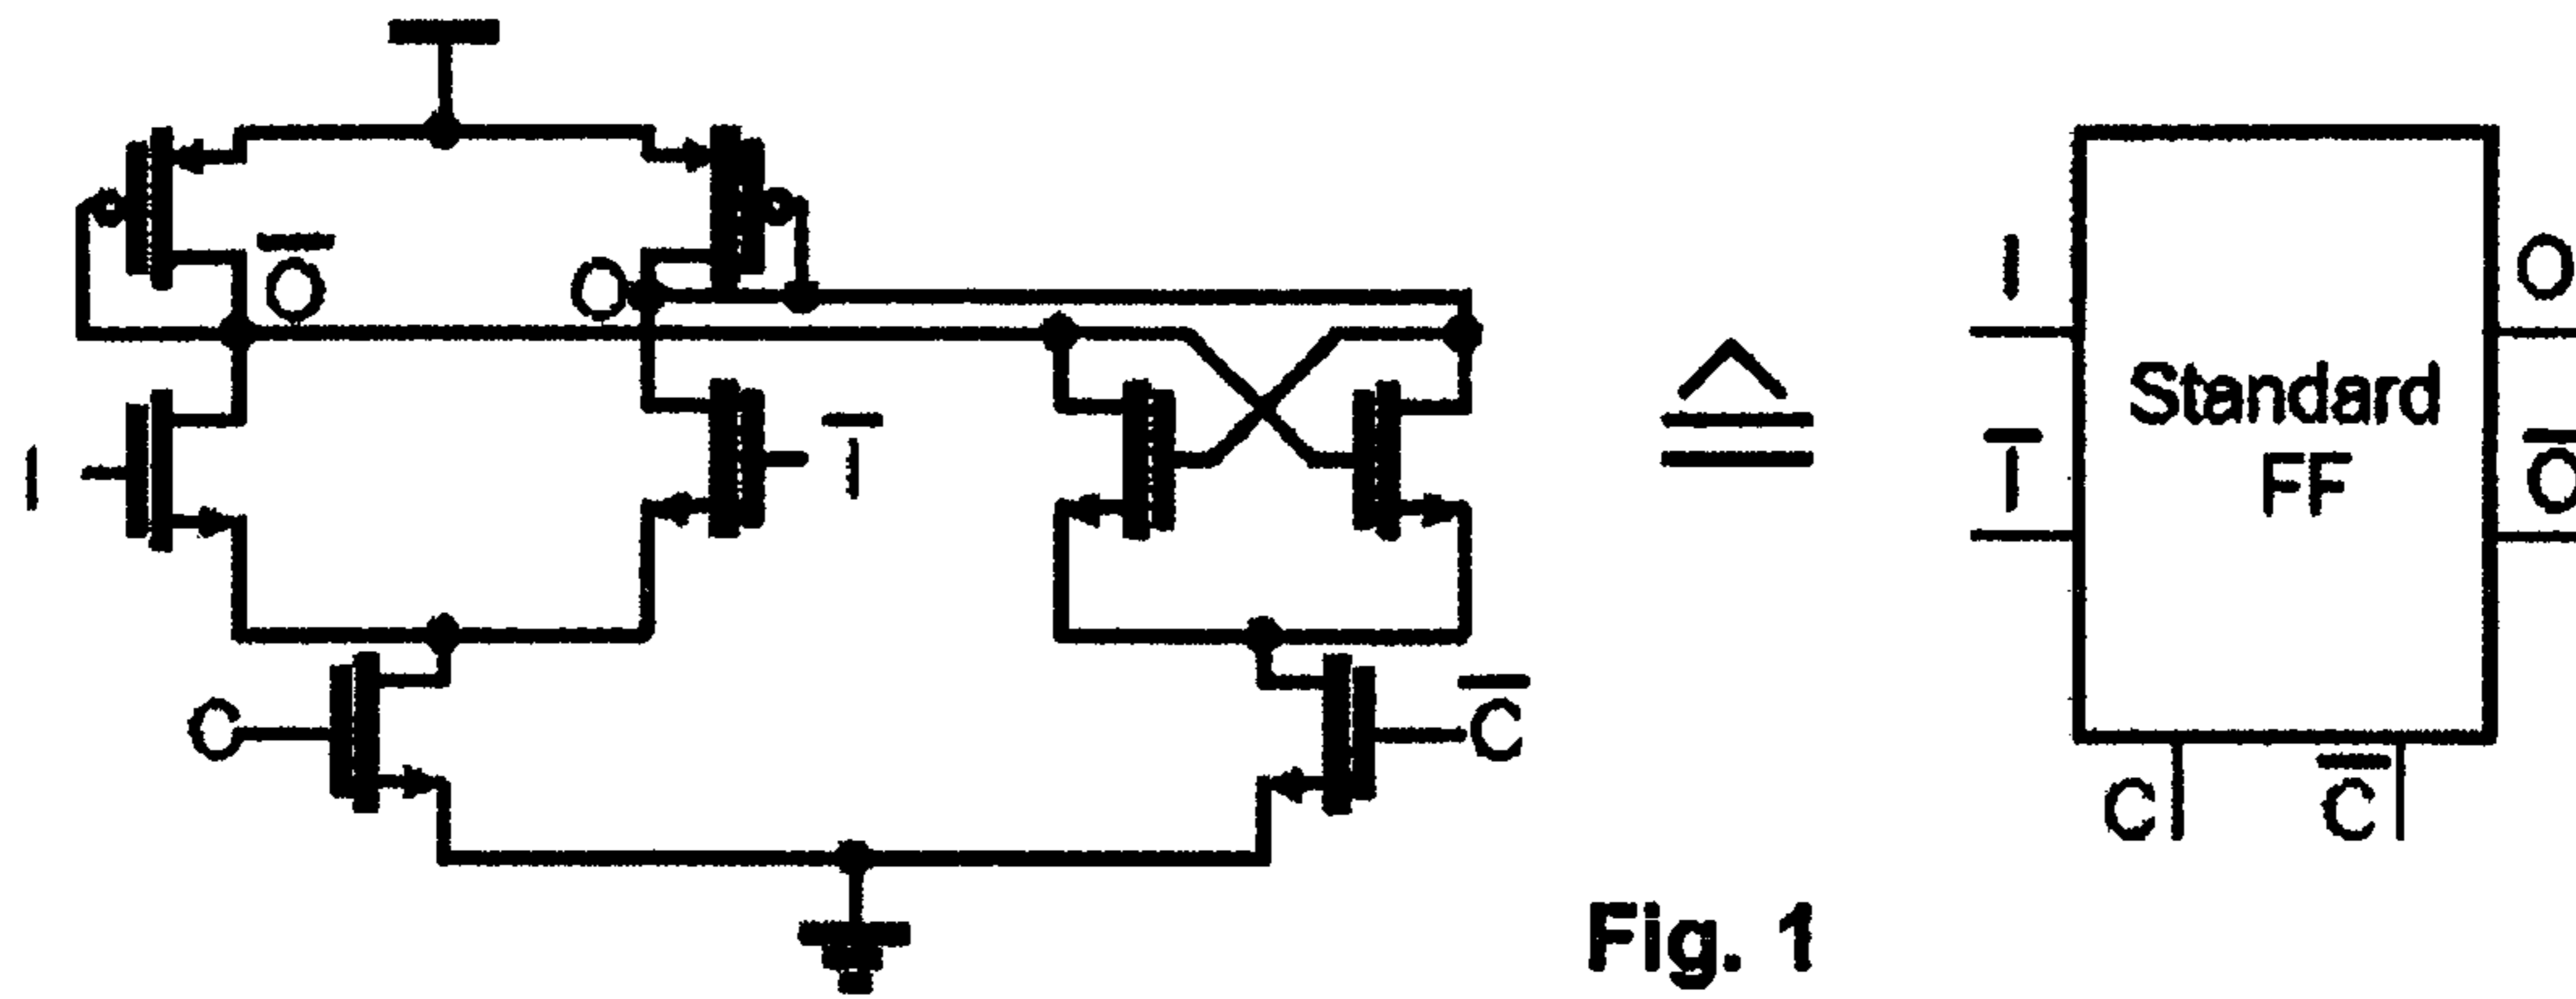 O̅ O
I I̅
C C̅
I O
Standard
I̅ FF O̅
C C̅
Fig. 1